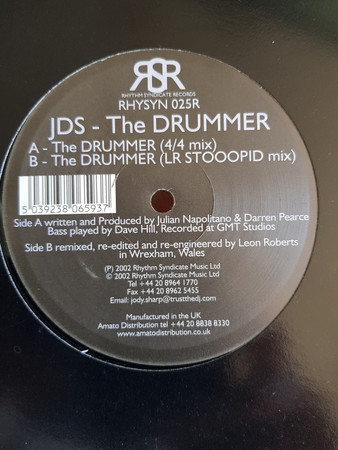 RSR
RHYTHM SYNDICATE RECORDS
RHYSYN 025R
JDS - The DRUMMER
A - The DRUMMER (4/4 mix)
B - The DRUMMER (LR STOOOPID mix)
5 039238 065937
Side A written and Produced by Julian Napolitano & Darren Pearce
Bass played by Dave Hill, Recorded at GMT Studios
Side B remixed, re-edited and re-engineered by Leon Roberts
in Wrexham, Wales
(P) 2002 Rhythm Syndicate Music Ltd
© 2002 Rhythm Syndicate Music Ltd
Tel +44 20 8964 1770
Fax +44 20 8962 5455
Email: jody.sharp@trustthedj.com
Manufactured in the UK
Amato Distribution tel +44 20 8838 8330
www.amatodistribution.co.uk